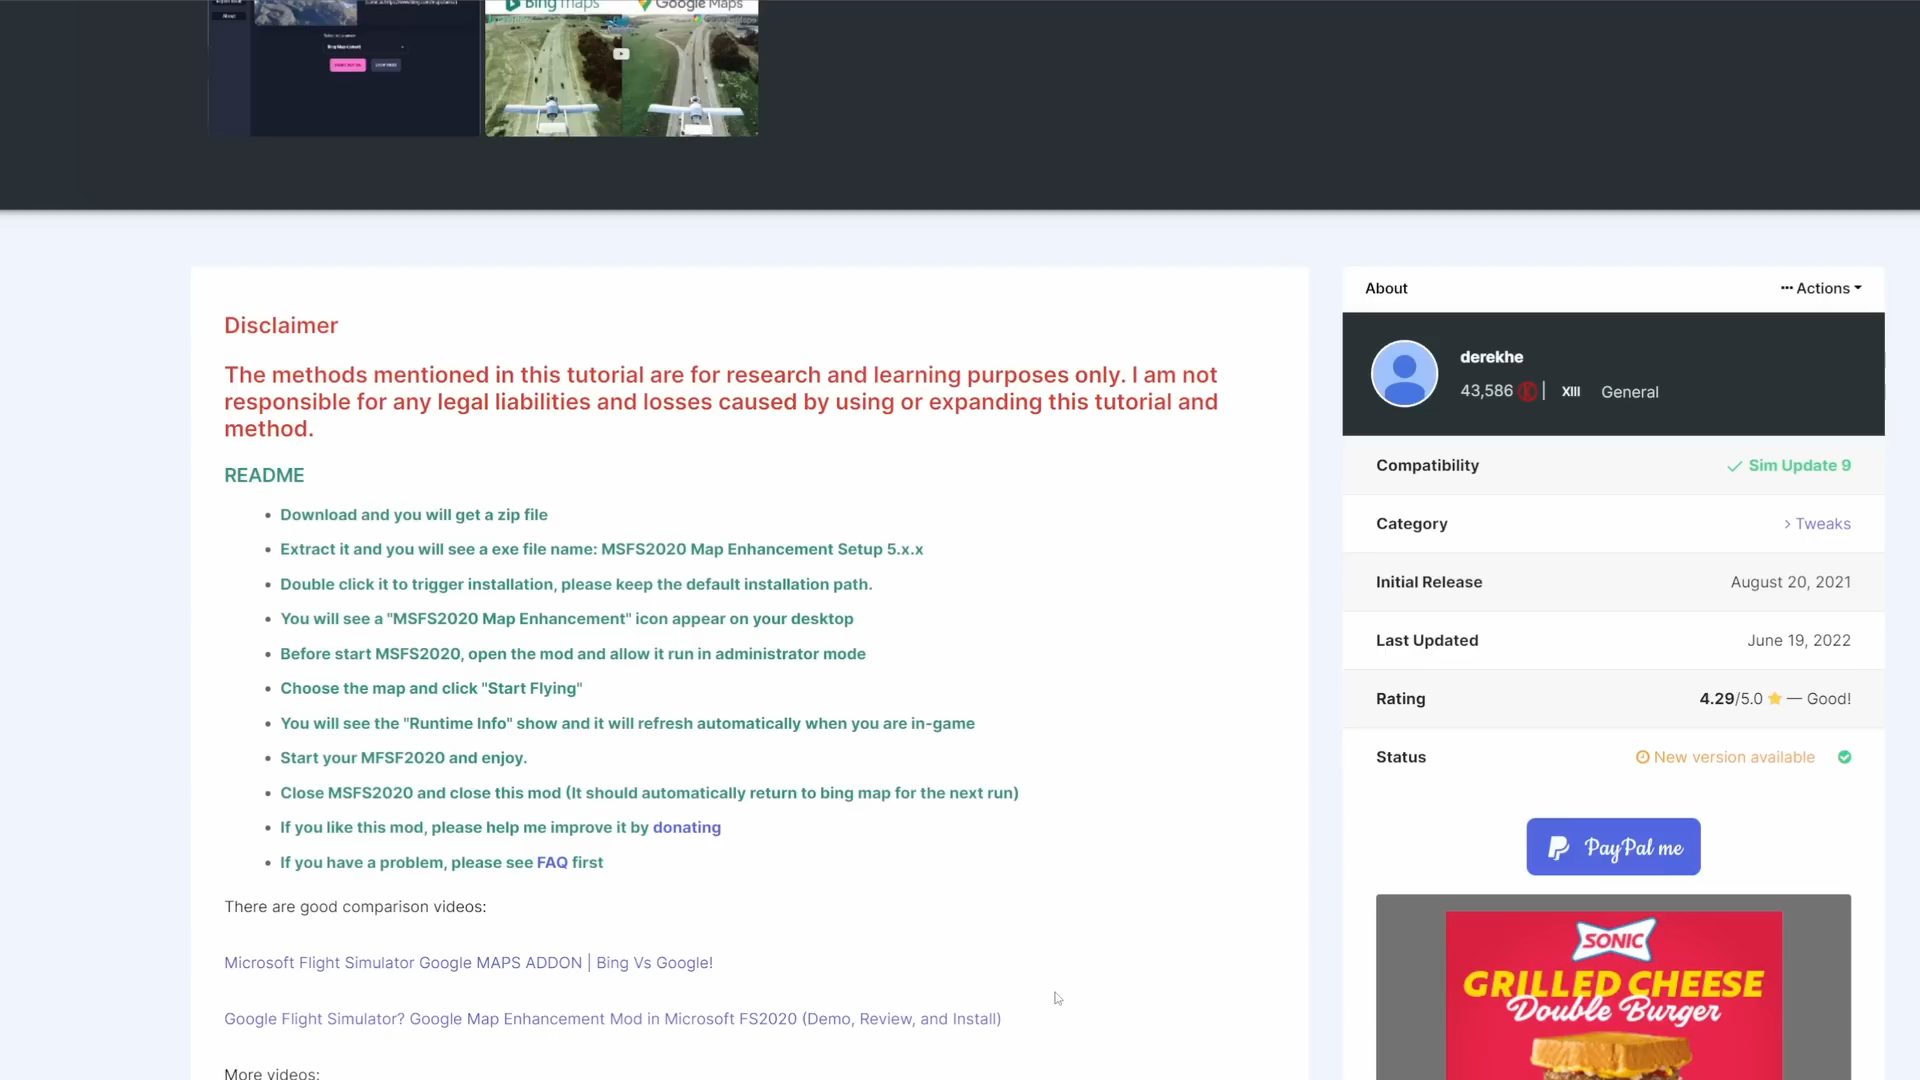 About
Bing maps
Google Maps
Disclaimer
The methods mentioned in this tutorial are for research and learning purposes only. I am not
responsible for any legal liabilities and losses caused by using or expanding this tutorial and
method.
README
Download and you will get a zip file
Extract it and you will see a exe file name: MSFS2020 Map Enhancement Setup 5.x.x
Double click it to trigger installation, please keep the default installation path.
You will see a "MSFS2020 Map Enhancement" icon appear on your desktop
Before start MSFS2020, open the mod and allow it run in administrator mode
Choose the map and click "Start Flying"
You will see the "Runtime Info" show and it will refresh automatically when you are in-game
Start your MFSF2020 and enjoy.
Close MSFS2020 and close this mod (It should automatically return to bing map for the next run)
If you like this mod, please help me improve it by donating
If you have a problem, please see FAQ first
There are good comparison videos:
Microsoft Flight Simulator Google MAPS ADDON | Bing Vs Google!
Google Flight Simulator? Google Map Enhancement Mod in Microsoft FS2020 (Demo, Review, and Install)
More videos:
About
Actions
derekhe
43,586 | XIII General
Compatibility Sim Update 9
Category > Tweaks
Initial Release August 20, 2021
Last Updated June 19, 2022
Rating 4.29/5.0 — Good!
Status New version available
PayPal me
SONIC
GRILLED CHEESE
Double Burger